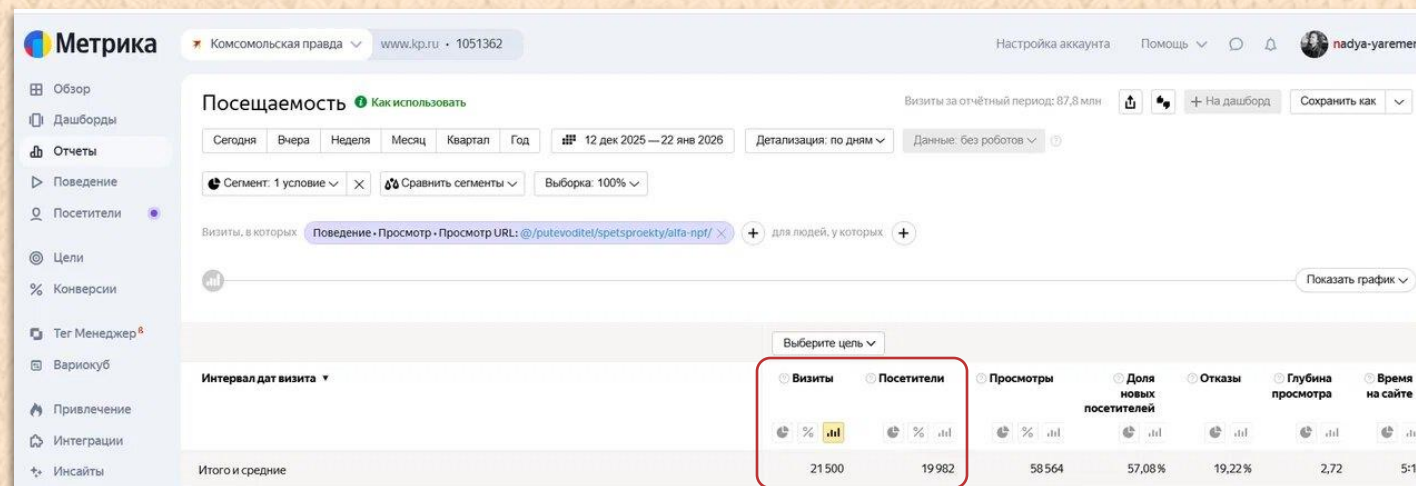 Метрика
Комсомольская правда www.kp.ru • 1051362
Настройка аккаунта Помощь nadya-yaremer
Обзор
Дашборды
Отчеты
Поведение
Посетители
Цели
Конверсии
Тег Менеджер β
Вариокуб
Привлечение
Интеграции
Инсайты
Посещаемость Как использовать
Визиты за отчётный период: 87,8 млн + На дашборд Сохранить как
Сегодня Вчера Неделя Месяц Квартал Год 12 дек 2025 — 22 янв 2026 Детализация: по дням Данные: без роботов
Сегмент: 1 условие Сравнить сегменты Выборка: 100%
Визиты, в которых Поведение • Просмотр • Просмотр URL: @/putevoditel/spetsproekty/alfa-npf/ × + для людей, у которых +
Показать график
Выберите цель
Интервал дат визита Визиты Посетители Просмотры Доля новых посетителей Отказы Глубина просмотра Время на сайте
Итого и средние 21 500 19 982 58 564 57,08 % 19,22 % 2,72 5:1